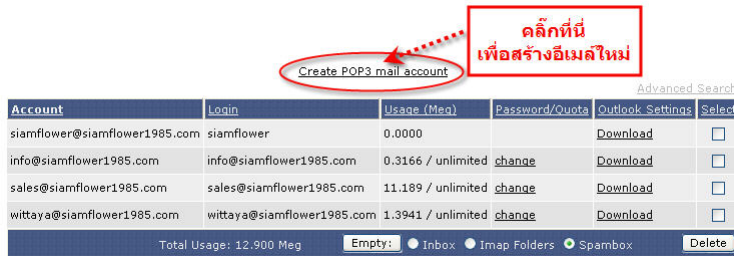 คลิ๊กที่นี่
เพื่อสร้างอีเมล์ใหม่
Create POP3 mail account
Advanced Search
Account Login Usage (Meg) Password/Quota Outlook Settings Select
siamflower@siamflower1985.com siamflower 0.0000 Download
info@siamflower1985.com info@siamflower1985.com 0.3166 / unlimited change Download
sales@siamflower1985.com sales@siamflower1985.com 11.189 / unlimited change Download
wittaya@siamflower1985.com wittaya@siamflower1985.com 1.3941 / unlimited change Download
Total Usage: 12.900 Meg Empty: Inbox Imap Folders Spambox Delete